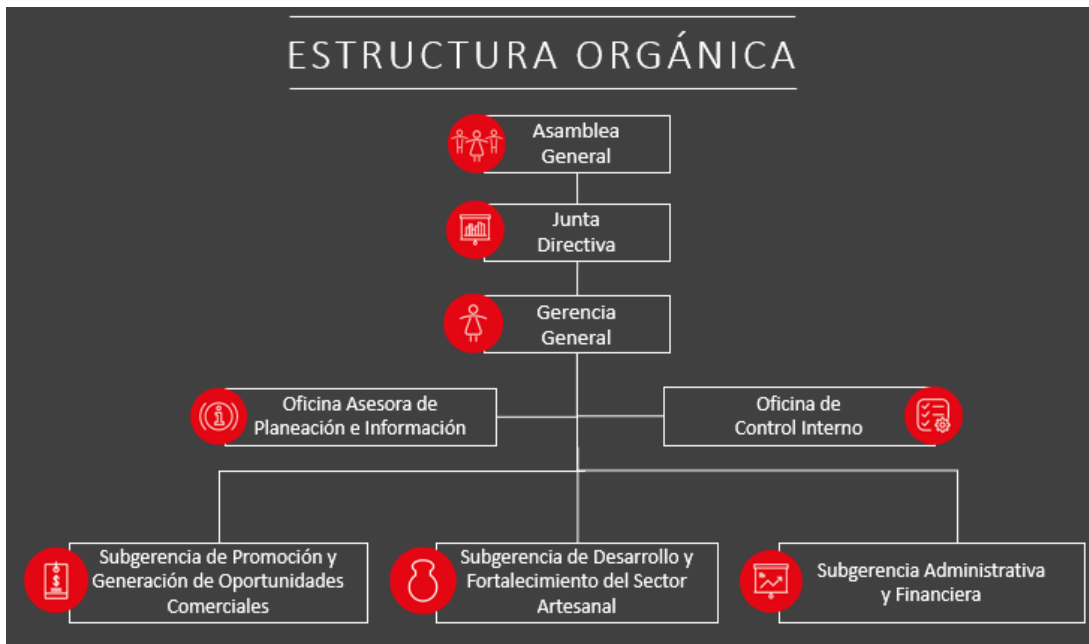 ESTRUCTURA ORGÁNICA
Asamblea
General
Junta
Directiva
Gerencia
General
Oficina Asesora de
Planeación e Información
Oficina de
Control Interno
Subgerencia de Promoción y
Generación de Oportunidades
Comerciales
Subgerencia de Desarrollo y
Fortalecimiento del Sector
Artesanal
Subgerencia Administrativa
y Financiera